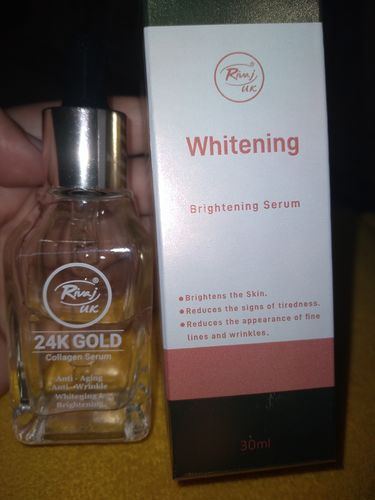 Rivaj
UK
24K GOLD
Collagen Serum
Anti - Aging
Anti - Wrinkle
Whitening &
Brightening
Rivaj
UK
Whitening
Brightening Serum
Brightens the Skin.
Reduces the signs of tiredness.
Reduces the appearance of fine
lines and wrinkles.
30ml